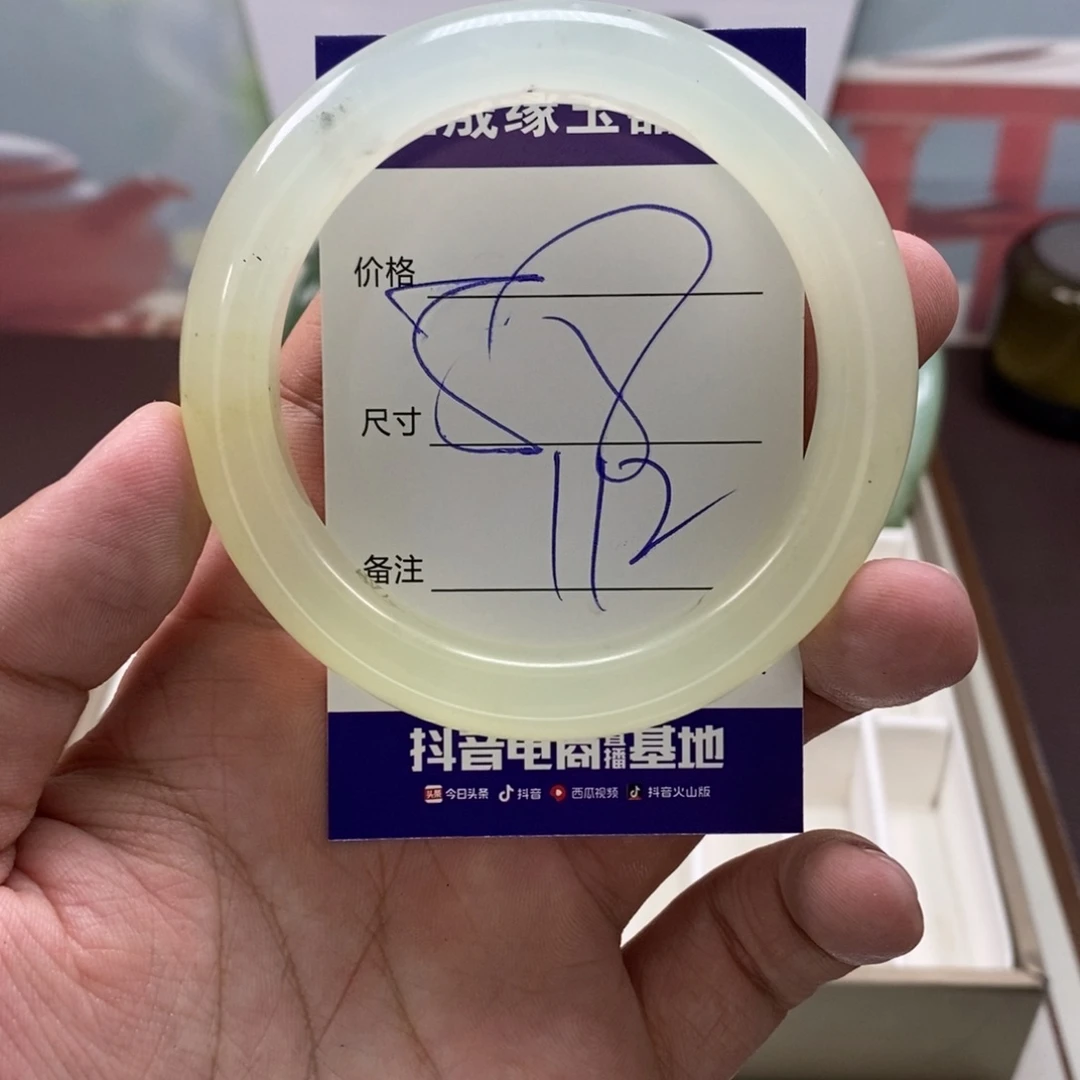 成缘玉器
价格
尺寸
备注
112
抖音电商直播基地
今日头条 抖音 西瓜视频 抖音火山版